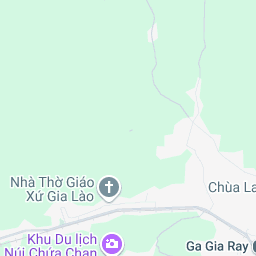 Nhà Thờ Giáo
Xứ Gia Lào
Chùa La
Khu Du lịch
Núi Chứa Chan
Ga Gia Ray